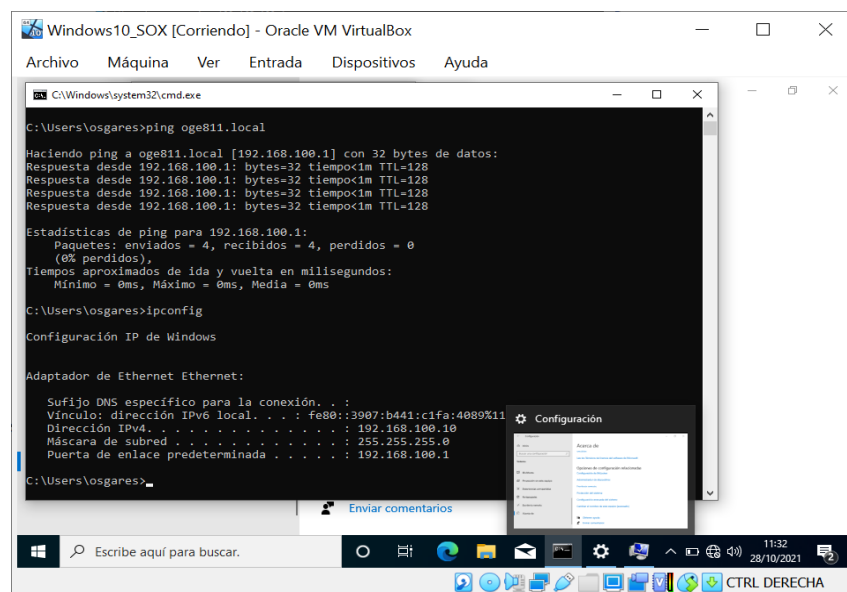 Windows10_SOX [Corriendo] - Oracle VM VirtualBox
Archivo Máquina Ver Entrada Dispositivos Ayuda
C:\Windows\system32\cmd.exe
C:\Users\osgares>ping oge811.local
Haciendo ping a oge811.local [192.168.100.1] con 32 bytes de datos:
Respuesta desde 192.168.100.1: bytes=32 tiempo<1m TTL=128
Respuesta desde 192.168.100.1: bytes=32 tiempo<1m TTL=128
Respuesta desde 192.168.100.1: bytes=32 tiempo<1m TTL=128
Respuesta desde 192.168.100.1: bytes=32 tiempo<1m TTL=128
Estadísticas de ping para 192.168.100.1:
Paquetes: enviados = 4, recibidos = 4, perdidos = 0
(0% perdidos),
Tiempos aproximados de ida y vuelta en milisegundos:
Mínimo = 0ms, Máximo = 0ms, Media = 0ms
C:\Users\osgares>ipconfig
Configuración IP de Windows
Adaptador de Ethernet Ethernet:
Sufijo DNS específico para la conexión. . :
Vínculo: dirección IPv6 local. . . : fe80::3907:b441:c1fa:4089%11
Dirección IPv4. . . . . . . . . . . . . . : 192.168.100.10
Máscara de subred . . . . . . . . . . . . : 255.255.255.0
Puerta de enlace predeterminada . . . . . : 192.168.100.1
C:\Users\osgares>
Configuración
Acerca de
Enviar comentarios
Escribe aquí para buscar.
11:32
28/10/2021
2
CTRL DERECHA